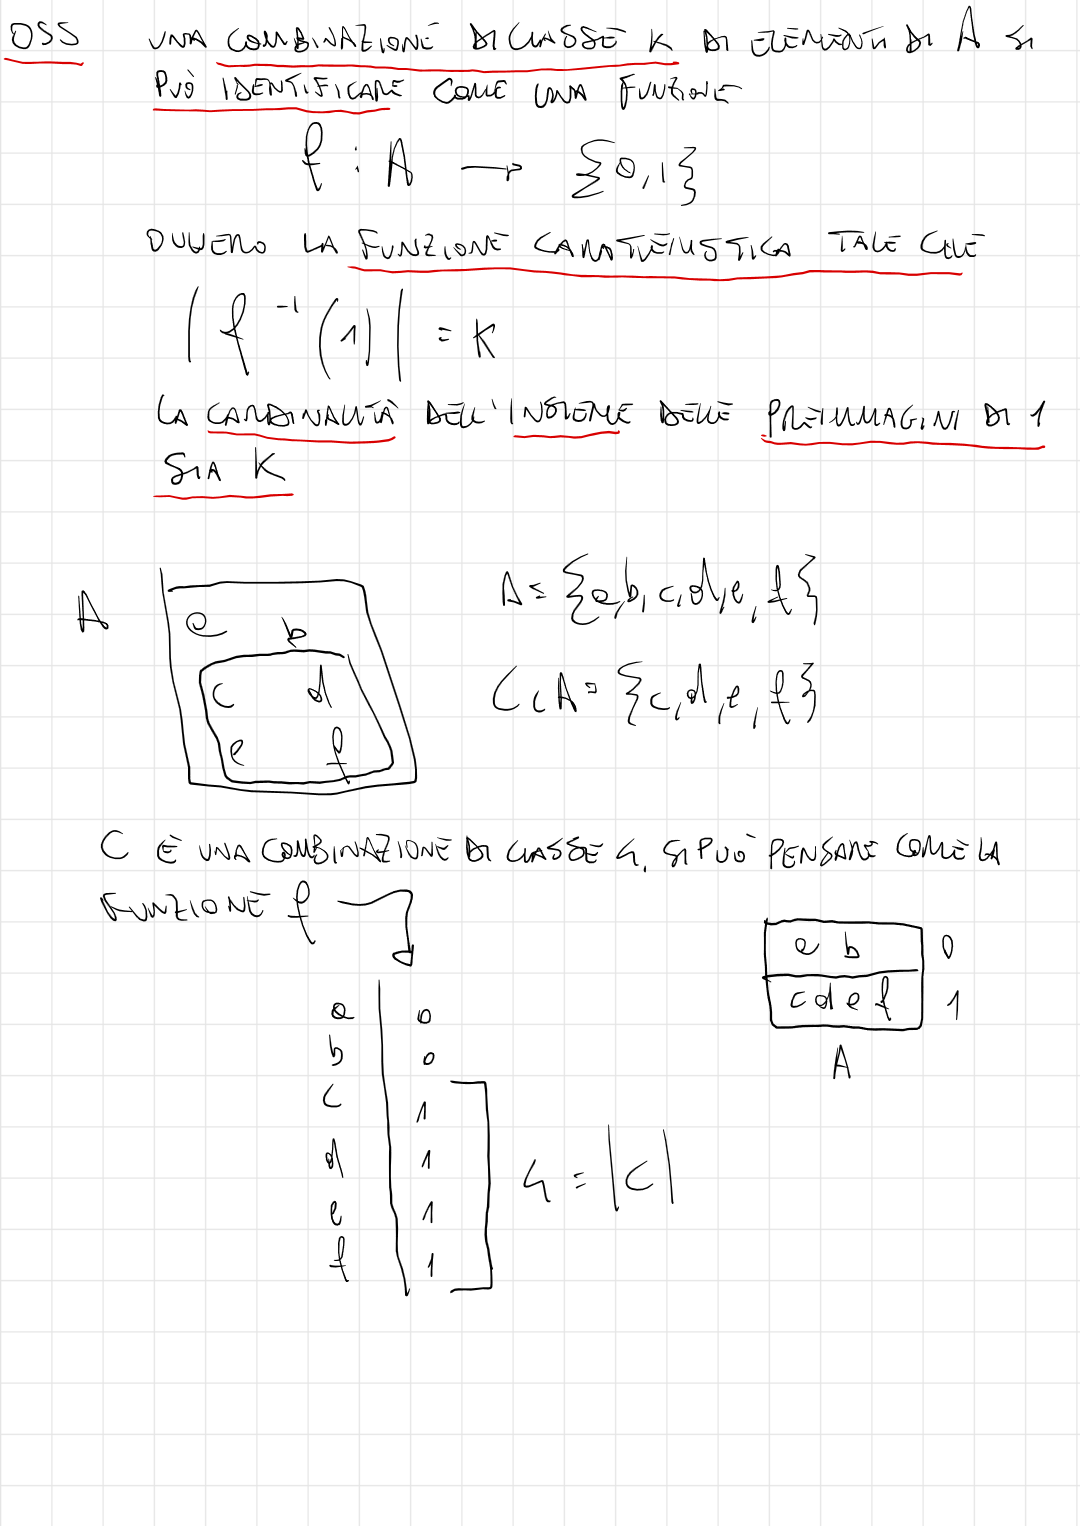 OSS UNA COMBINAZIONE DI CLASSE K DI ELEMENTI DI A SI
PUÒ IDENTIFICARE COME UNA FUNZIONE
f : A → {0,1}
OVVERO LA FUNZIONE CARATTERISTICA TALE CHE
|f⁻¹(1)| = K
LA CARDINALITÀ DELL'INSIEME DELLE PREIMMAGINI DI 1
SIA K
A
a b
c d
e f
A = {a,b,c,d,e,f}
C⊂A = {c,d,e,f}
C È UNA COMBINAZIONE DI CLASSE 4, SI PUÒ PENSARE COME LA
FUNZIONE f
a b 0
c d e f 1
A
a 0
b 0
c 1
d 1
e 1
f 1
4 = |C|